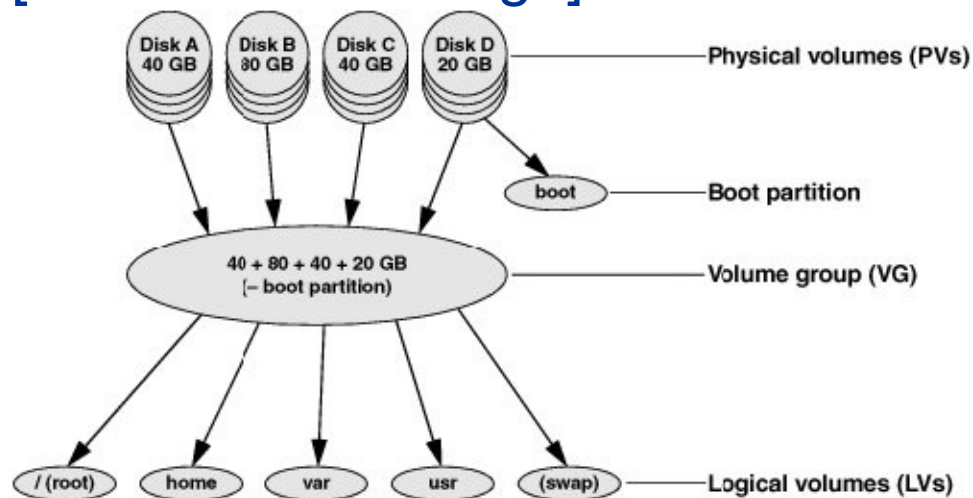 Disk A
40 GB
Disk B
80 GB
Disk C
40 GB
Disk D
20 GB
Physical volumes (PVs)
boot
Boot partition
40 + 80 + 40 + 20 GB
(– boot partition)
Volume group (VG)
/ (root)
home
var
usr
(swap)
Logical volumes (LVs)